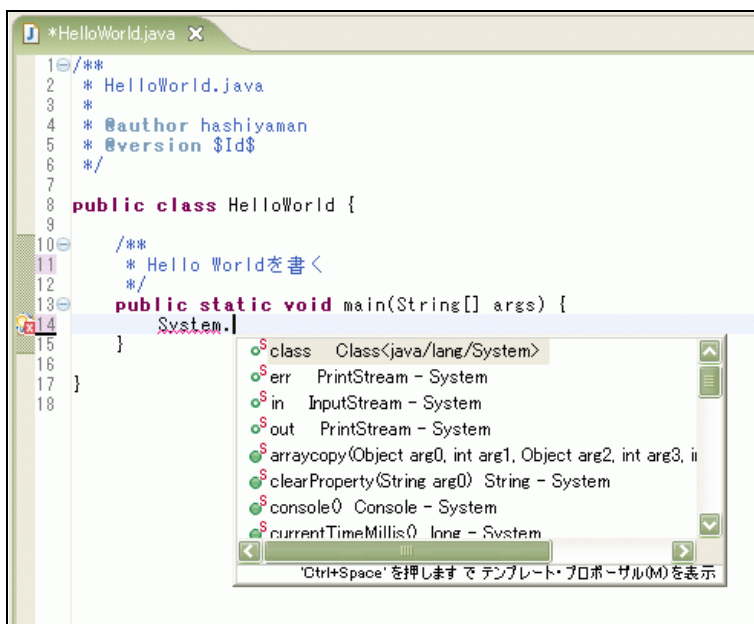 *HelloWorld.java
1 /**
2 * HelloWorld.java
3 *
4 * @author hashiyaman
5 * @version $Id$
6 */
7
8 public class HelloWorld {
9
10 /**
11 * Hello Worldを書く
12 */
13 public static void main(String[] args) {
14 System.
15 }
16
17 }
18
class Class<java/lang/System>
err PrintStream - System
in InputStream - System
out PrintStream - System
arraycopy(Object arg0, int arg1, Object arg2, int arg3, i
clearProperty(String arg0) String - System
console() Console - System
currentTimeMillis() long - System
'Ctrl+Space' を押します で テンプレート・プロポーザル(M)を表示